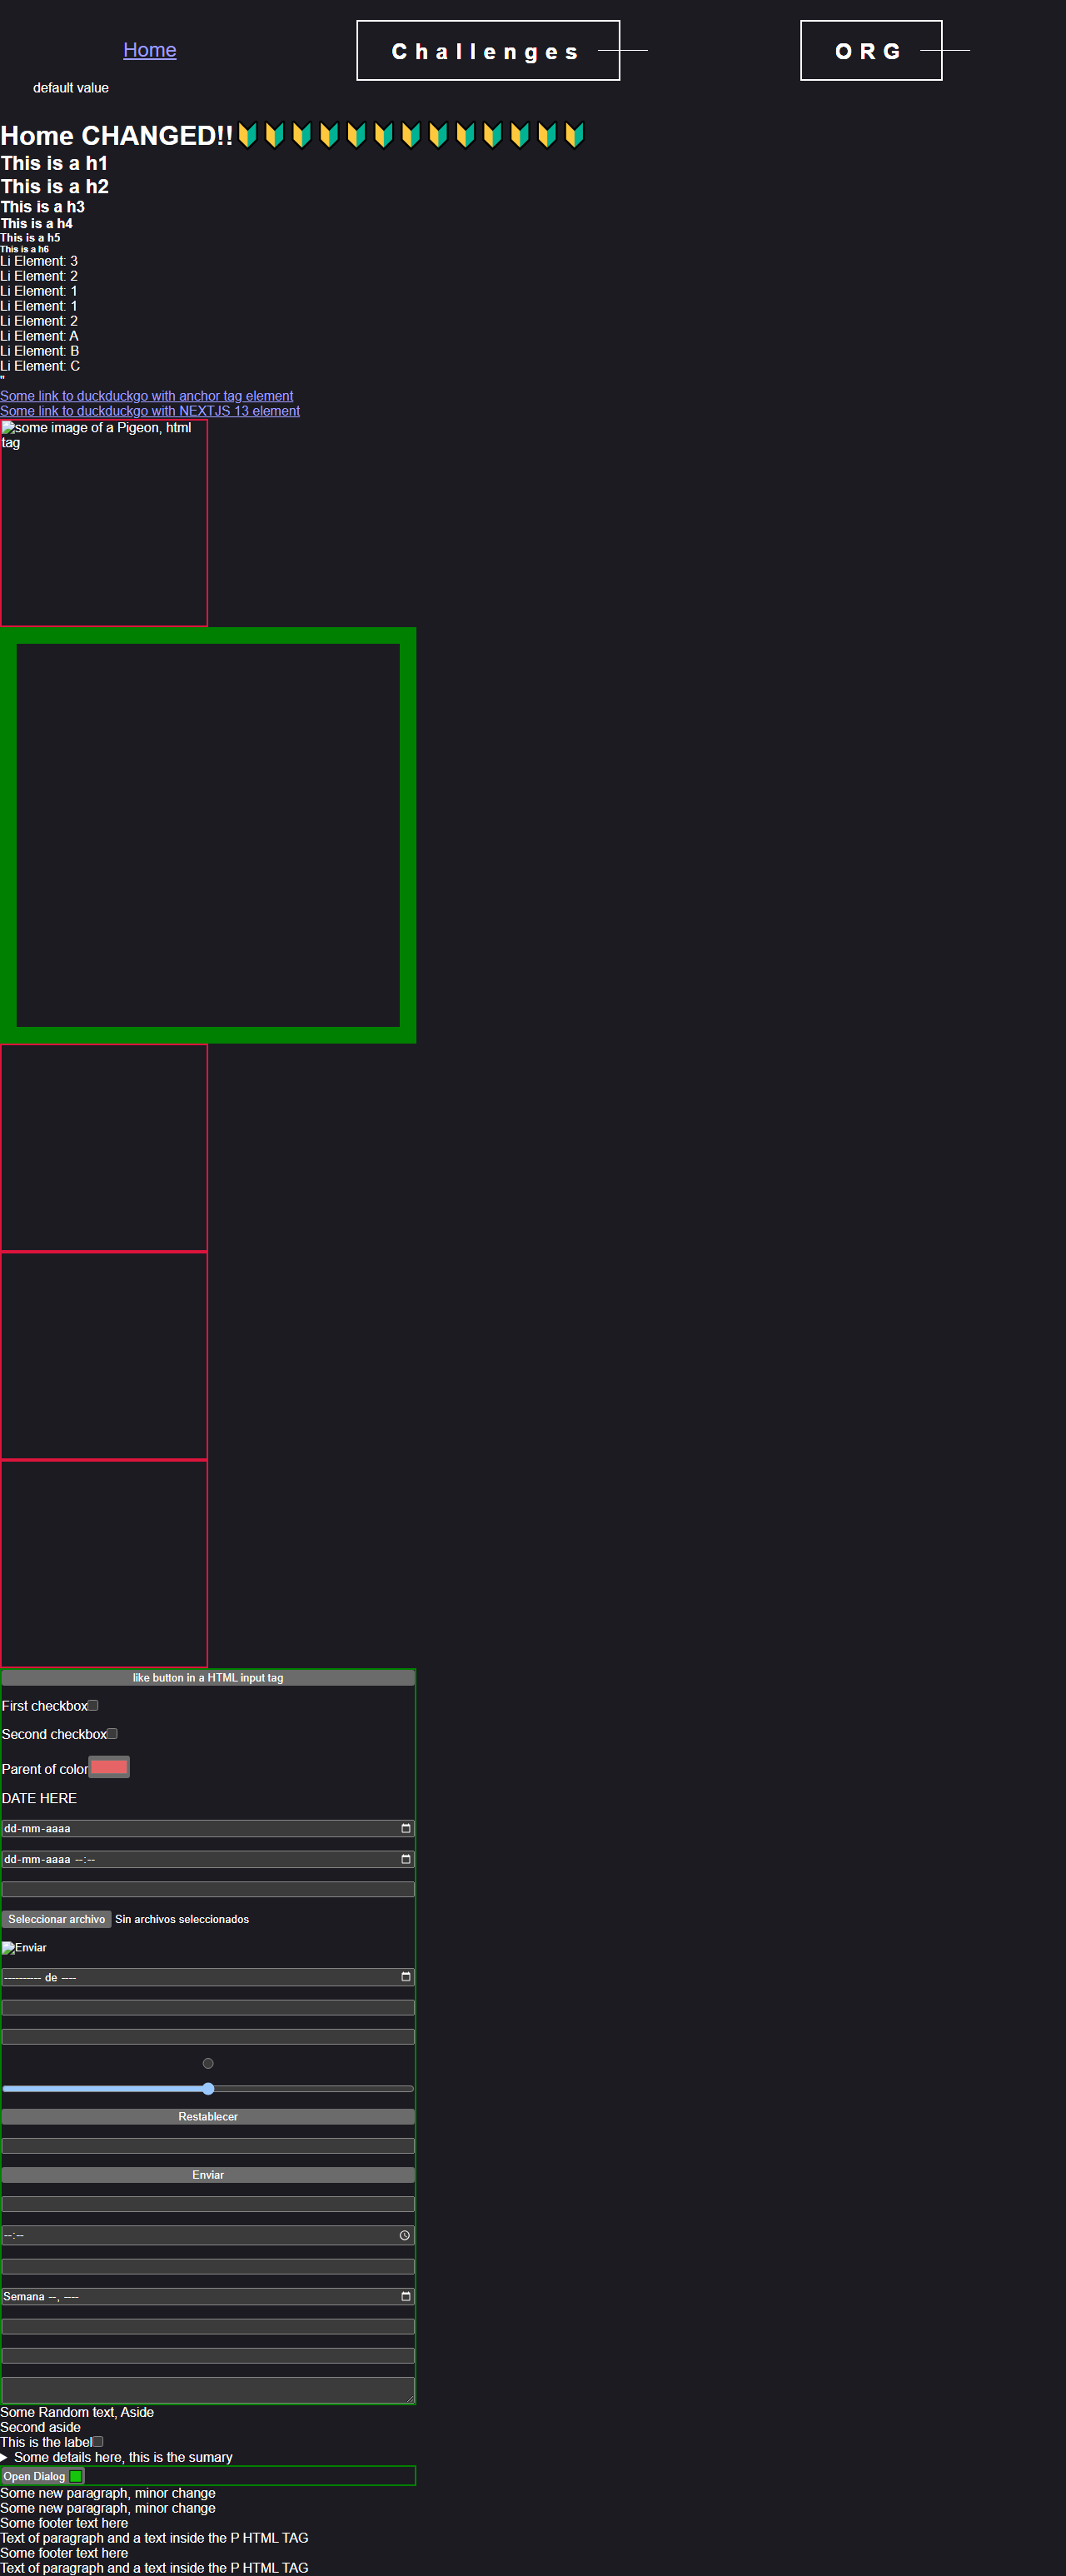 Home
Challenges
ORG
default value
Home CHANGED!!🔰🔰🔰🔰🔰🔰🔰🔰🔰🔰🔰🔰🔰
This is a h1
This is a h2
This is a h3
This is a h4
This is a h5
This is a h6
Li Element: 3
Li Element: 2
Li Element: 1
Li Element: 1
Li Element: 2
Li Element: A
Li Element: B
Li Element: C
"
Some link to duckduckgo with anchor tag element
Some link to duckduckgo with NEXTJS 13 element
some image of a Pigeon, html
tag
like button in a HTML input tag
First checkbox
Second checkbox
Parent of color
DATE HERE
dd-mm-aaaa
dd-mm-aaaa --:--
Seleccionar archivo Sin archivos seleccionados
Enviar
---------- de ----
Restablecer
Enviar
--:--
Semana --, ----
Some Random text, Aside
Second aside
This is the label
Some details here, this is the sumary
Open Dialog
Some new paragraph, minor change
Some new paragraph, minor change
Some footer text here
Text of paragraph and a text inside the P HTML TAG
Some footer text here
Text of paragraph and a text inside the P HTML TAG